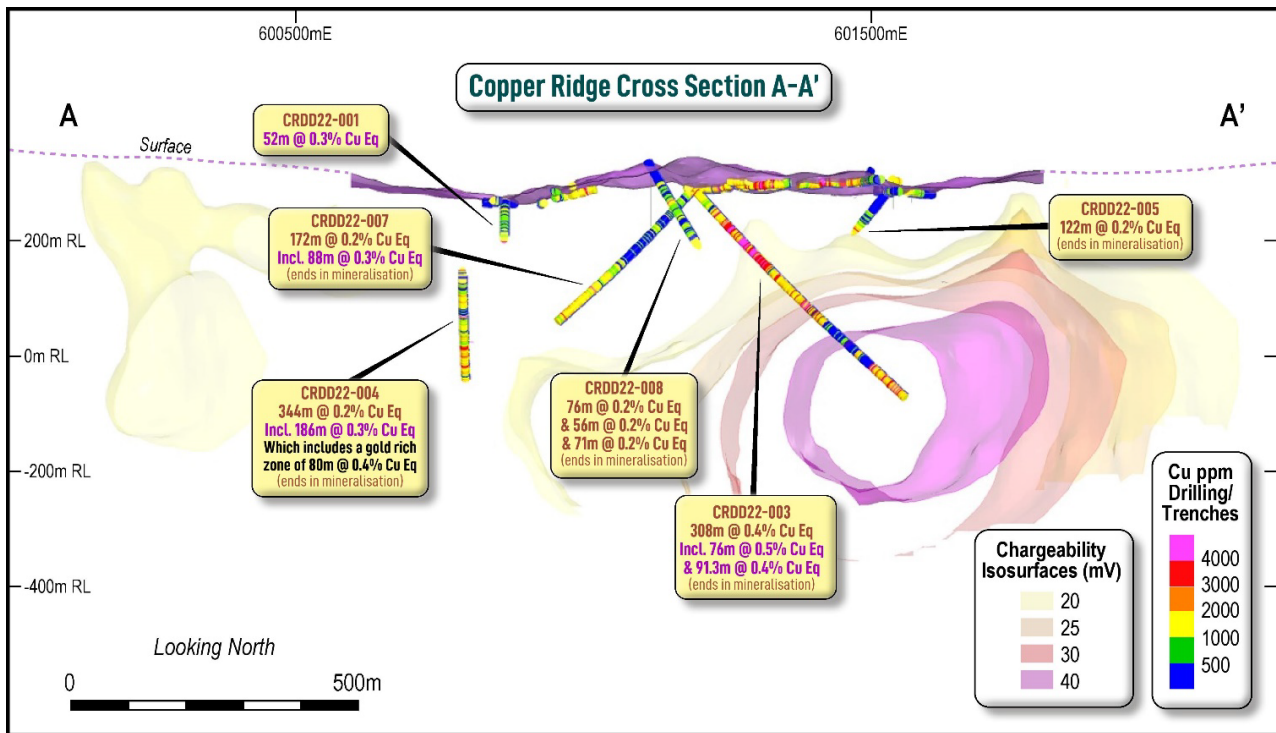 600500mE
601500mE
Copper Ridge Cross Section A-A'
A
A'
Surface
CRDD22-001
52m @ 0.3% Cu Eq
CRDD22-007
172m @ 0.2% Cu Eq
Incl. 88m @ 0.3% Cu Eq
(ends in mineralisation)
CRDD22-005
122m @ 0.2% Cu Eq
(ends in mineralisation)
200m RL
0m RL
-200m RL
-400m RL
CRDD22-004
344m @ 0.2% Cu Eq
Incl. 186m @ 0.3% Cu Eq
Which includes a gold rich
zone of 80m @ 0.4% Cu Eq
(ends in mineralisation)
CRDD22-008
76m @ 0.2% Cu Eq
& 56m @ 0.2% Cu Eq
& 71m @ 0.2% Cu Eq
(ends in mineralisation)
CRDD22-003
308m @ 0.4% Cu Eq
Incl. 76m @ 0.5% Cu Eq
& 91.3m @ 0.4% Cu Eq
(ends in mineralisation)
Looking North
0
500m
Chargeability
Isosurfaces (mV)
20
25
30
40
Cu ppm
Drilling/
Trenches
4000
3000
2000
1000
500